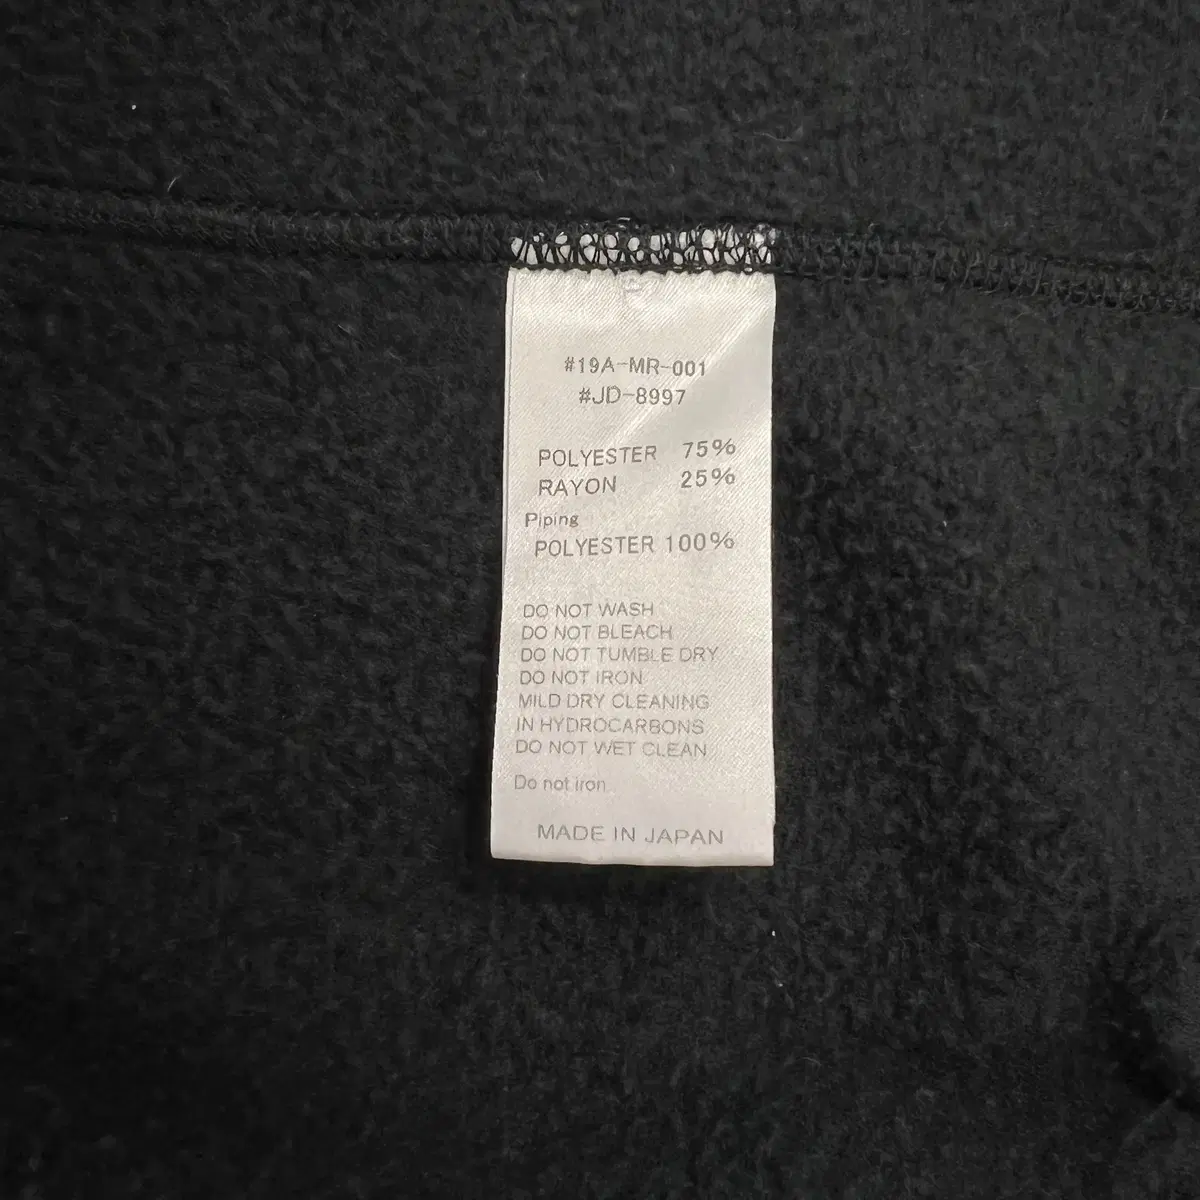 #19A-MR-001
#JD-8997
POLYESTER 75%
RAYON 25%
Piping
POLYESTER 100%
DO NOT WASH
DO NOT BLEACH
DO NOT TUMBLE DRY
DO NOT IRON
MILD DRY CLEANING
IN HYDROCARBONS
DO NOT WET CLEAN
Do not iron
MADE IN JAPAN